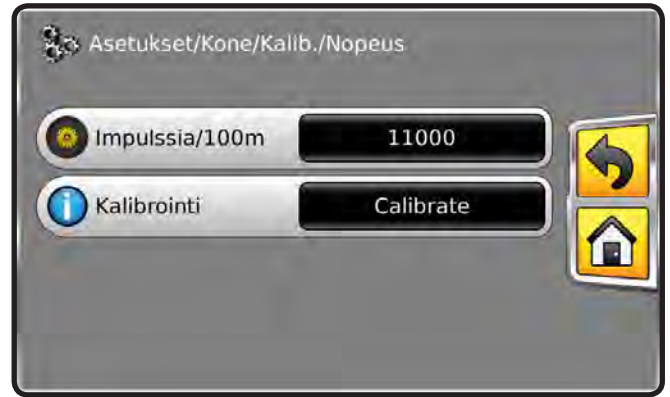 Asetukset/Kone/Kalib./Nopeus
Impulssia/100m 11000
Kalibrointi Calibrate